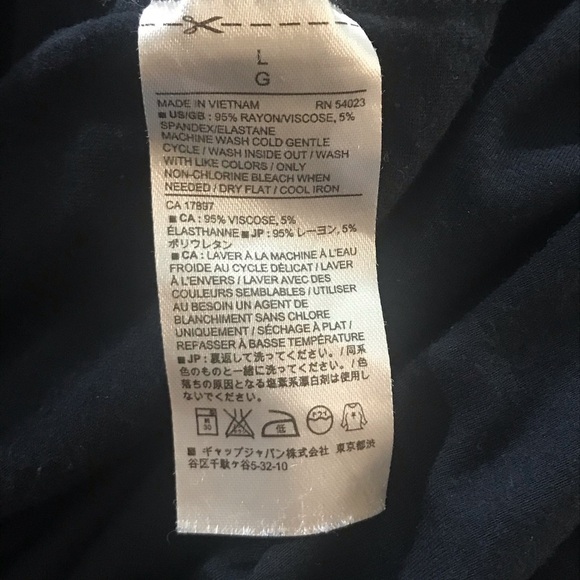 L
G
MADE IN VIETNAM RN 54023
■ US/GB : 95% RAYON/VISCOSE, 5%
SPANDEX/ELASTANE
MACHINE WASH COLD GENTLE
CYCLE / WASH INSIDE OUT / WASH
WITH LIKE COLORS / ONLY
NON-CHLORINE BLEACH WHEN
NEEDED / DRY FLAT / COOL IRON
CA 17897
■ CA : 95% VISCOSE, 5%
ÉLASTHANNE ■ JP : 95% レーヨン, 5%
ポリウレタン
■ CA : LAVER À LA MACHINE À L'EAU
FROIDE AU CYCLE DÉLICAT / LAVER
À L'ENVERS / LAVER AVEC DES
COULEURS SEMBLABLES / UTILISER
AU BESOIN UN AGENT DE
BLANCHIMENT SANS CHLORE
UNIQUEMENT / SÉCHAGE À PLAT /
REPASSER À BASSE TEMPÉRATURE
■ JP : 裏返して洗ってください。/ 同系
色のものと一緒に洗ってください。/ 色
落ちの原因となる塩素系漂白剤は使用し
ないでください。
30 低
■ ギャップジャパン株式会社 東京都渋
谷区千駄ヶ谷5-32-10